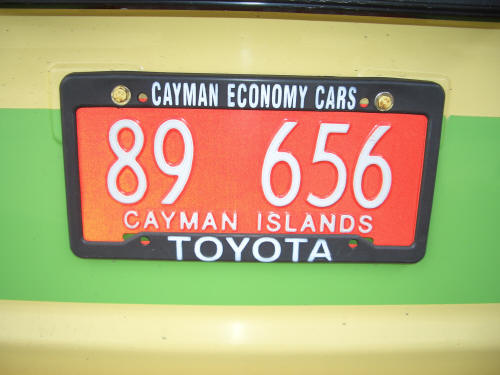 CAYMAN ECONOMY CARS
89 656
CAYMAN ISLANDS
TOYOTA